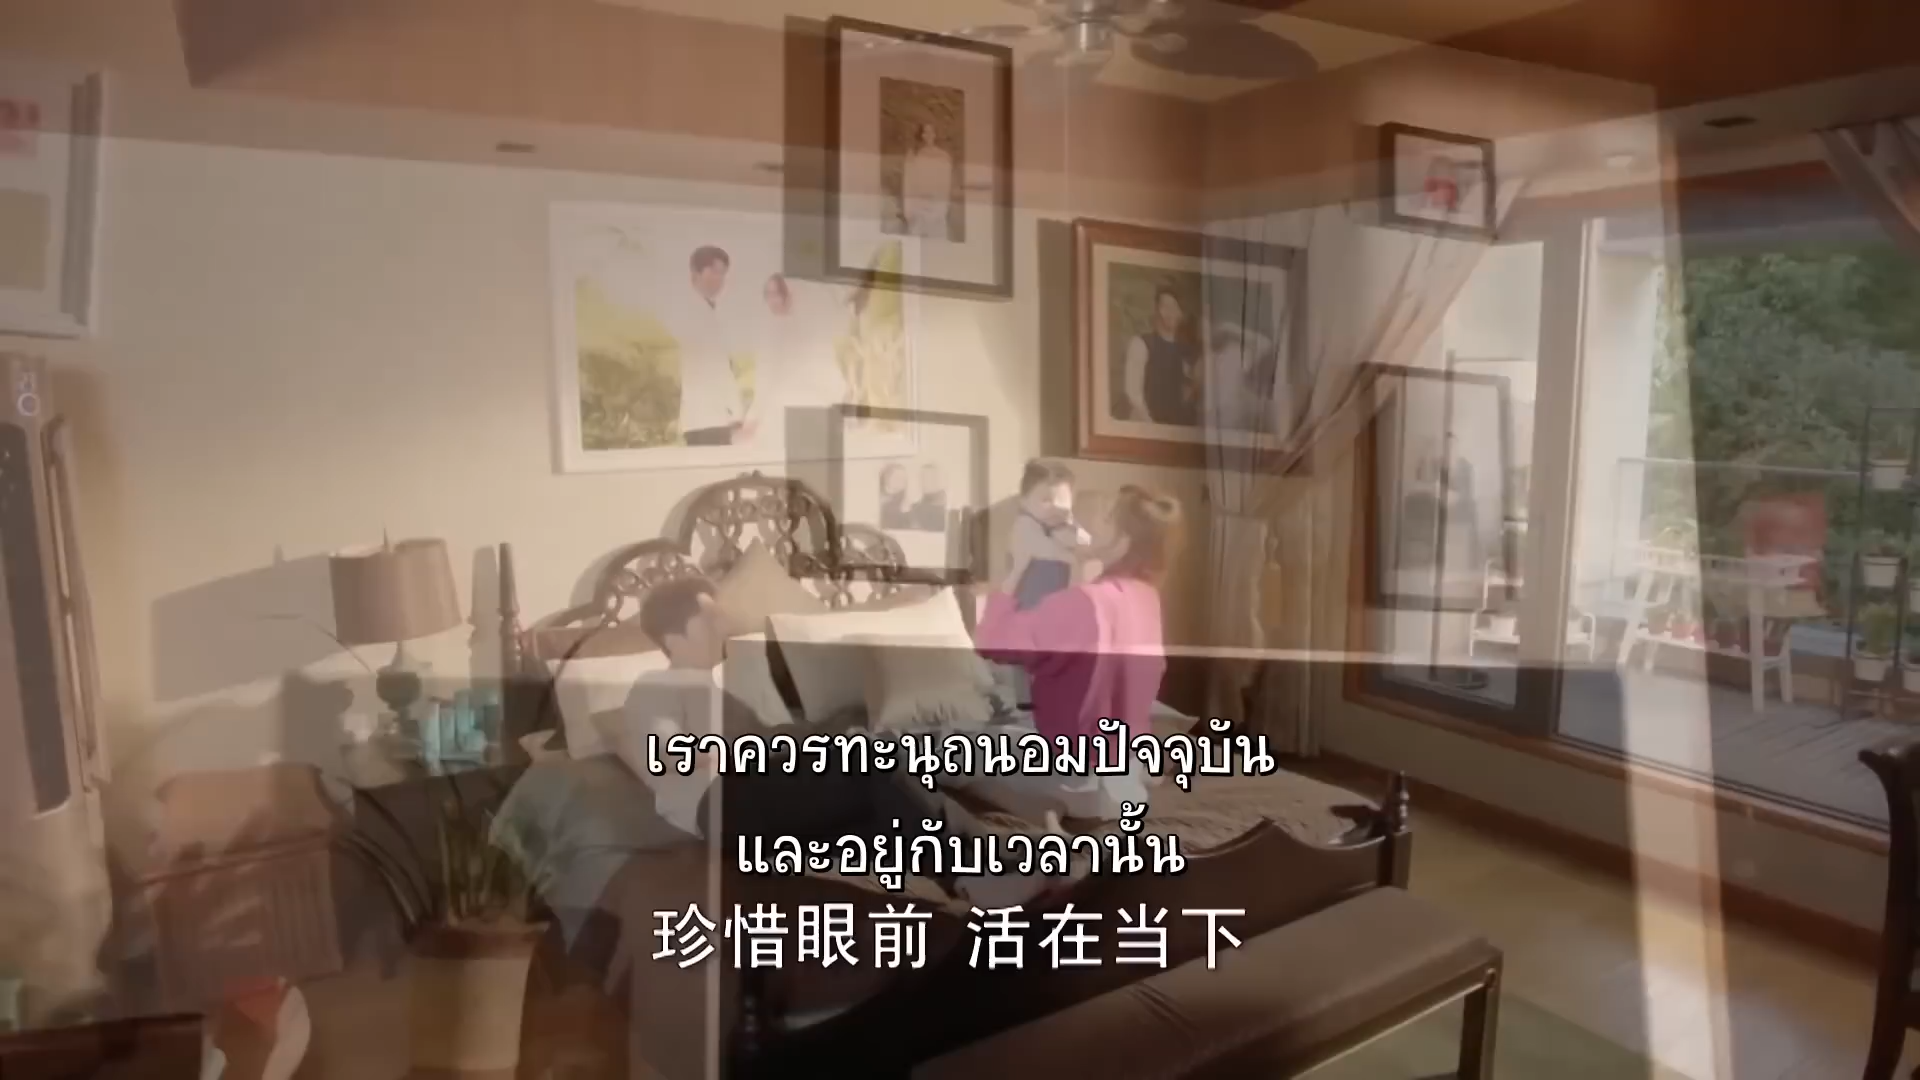 เราควรทะนุถนอมปัจจุบัน
และอยู่กับเวลานั้น
珍惜眼前 活在当下